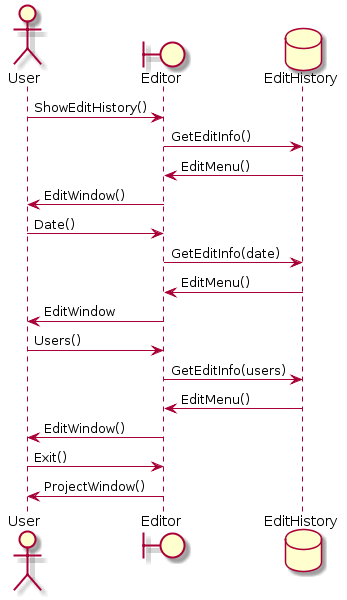 User
Editor
EditHistory
ShowEditHistory()
GetEditInfo()
EditMenu()
EditWindow()
Date()
GetEditInfo(date)
EditMenu()
EditWindow
Users()
GetEditInfo(users)
EditMenu()
EditWindow()
Exit()
ProjectWindow()
User
Editor
EditHistory